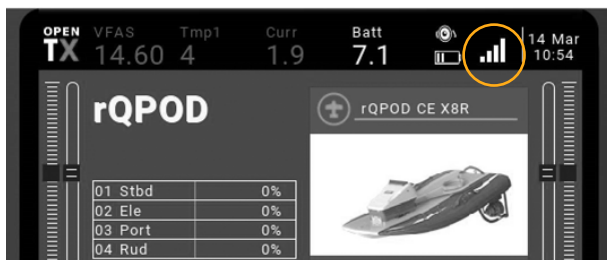 OPEN TX VFAS Tmp1 Curr Batt 14 Mar
14.60 4 1.9 7.1 10:54
rQPOD
rQPOD CE X8R
01 Stbd 0%
02 Ele 0%
03 Port 0%
04 Rud 0%